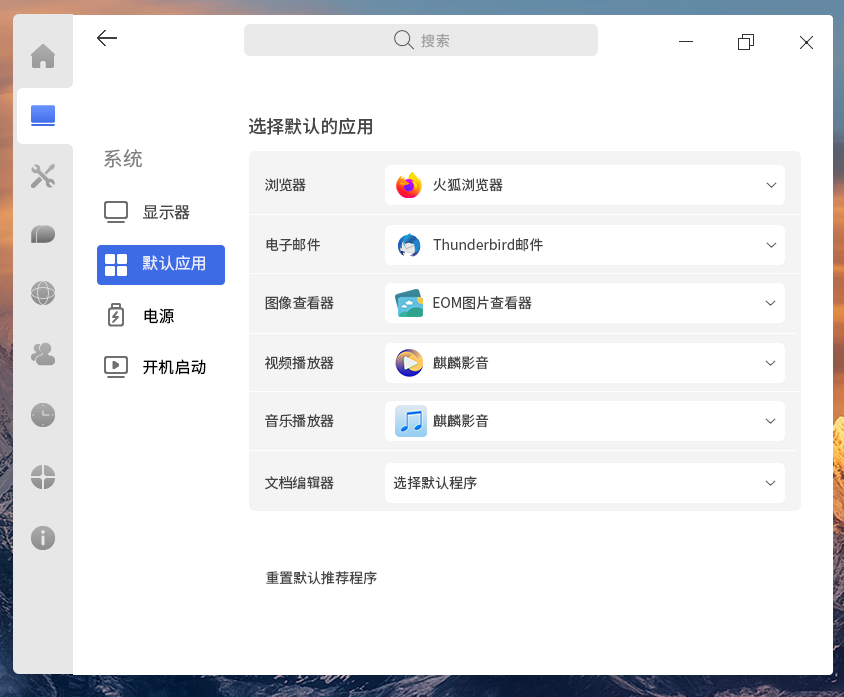 搜索
系统
显示器
默认应用
电源
开机启动
选择默认的应用
浏览器 火狐浏览器
电子邮件 Thunderbird邮件
图像查看器 EOM图片查看器
视频播放器 麒麟影音
音乐播放器 麒麟影音
文档编辑器 选择默认程序
重置默认推荐程序